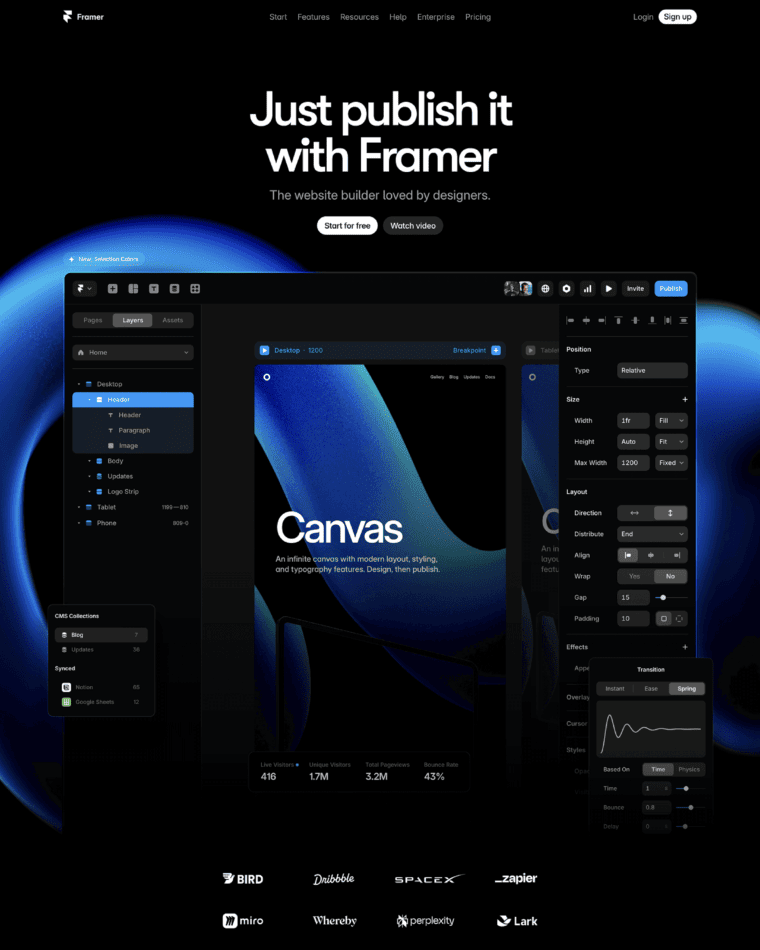 Framer
Start Features Resources Help Enterprise Pricing
Login Sign up
Just publish it
with Framer
The website builder loved by designers.
Start for free Watch video
New: Selection Colors
Invite Publish
Pages Layers Assets
Home
Desktop
Header
Header
Paragraph
Image
Body
Updates
Logo Strip
Tablet 1199—810
Phone 809-0
Desktop · 1200 Breakpoint
Tablet
Gallery Blog Updates Docs
Canvas
An infinite canvas with modern layout, styling,
and typography features. Design, then publish.
C
An in
layou
featu
Position
Type Relative
Size
Width 1fr Fill
Height Auto Fit
Max Width 1200 Fixed
Layout
Direction
Distribute End
Align
Wrap Yes No
Gap 15
Padding 10
Effects
Appe
Overlay
Cursor
Styles
CMS Collections
Blog 7
Updates 36
Synced
Notion 65
Google Sheets 12
Live Visitors Unique Visitors Total Pageviews Bounce Rate
416 1.7M 3.2M 43%
Transition
Instant Ease Spring
Based On Time Physics
Time 1 s
Bounce 0.8
Delay 0
BIRD Dribbble SPACEX _zapier
miro Whereby perplexity Lark